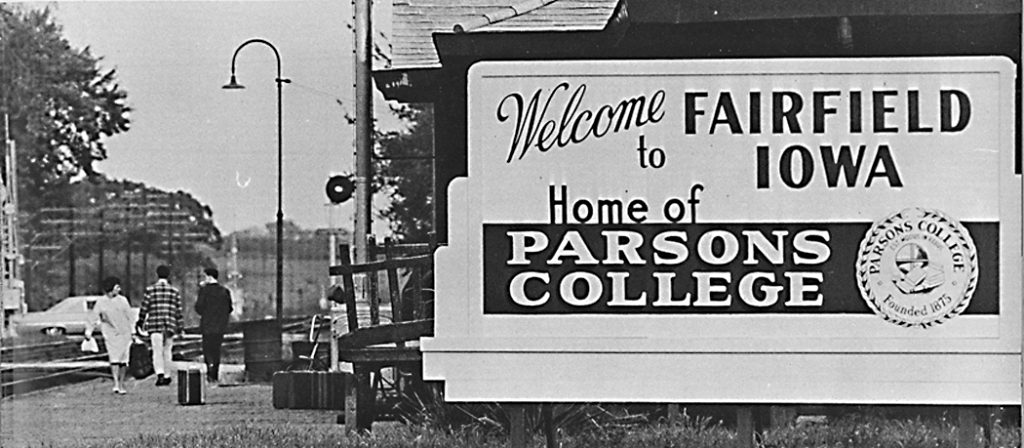 Welcome
to
FAIRFIELD
IOWA
Home of
PARSONS
COLLEGE
PARSONS COLLEGE
Founded 1875